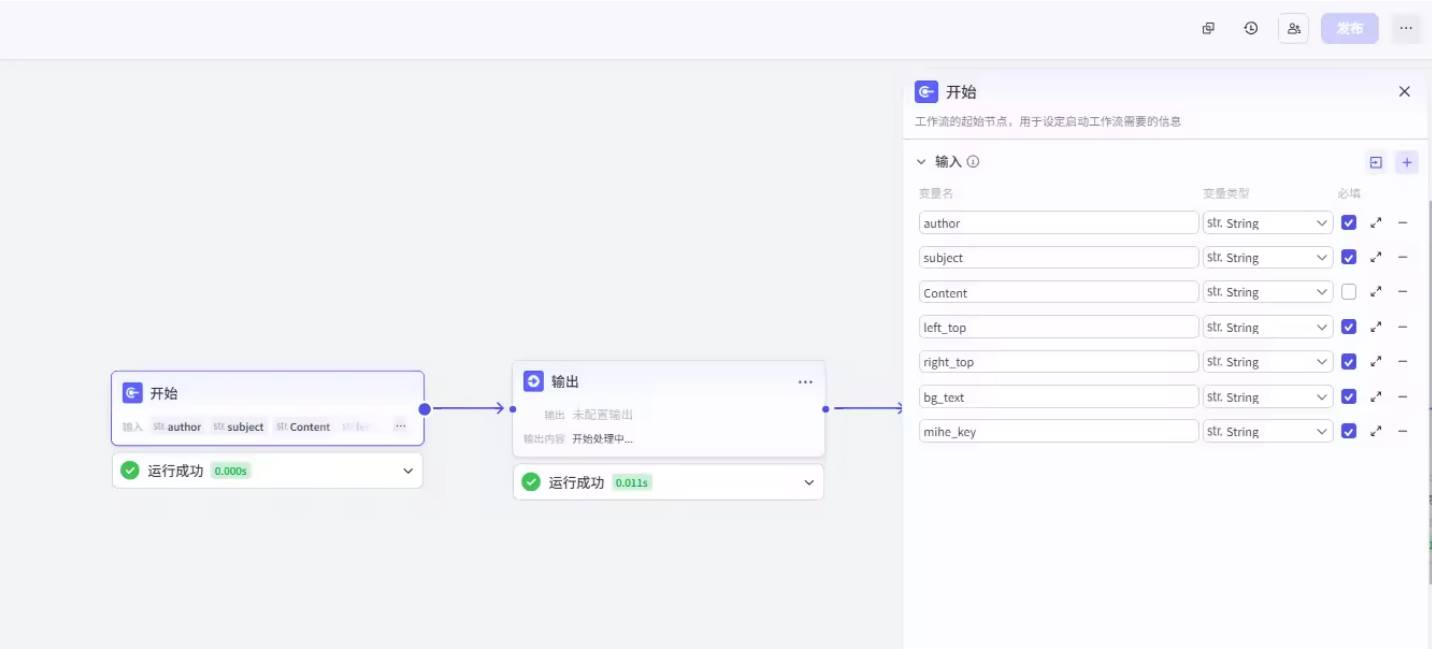 发布
开始
工作流的起始节点，用于设定启动工作流需要的信息
输入
变量名 变量类型 必填
author str. String
subject str. String
Content str. String
left_top str. String
right_top str. String
bg_text str. String
mihe_key str. String
开始
输入 str. author str. subject str. Content
运行成功 0.000s
输出
输出 未配置输出
输出内容 开始处理中...
运行成功 0.011s